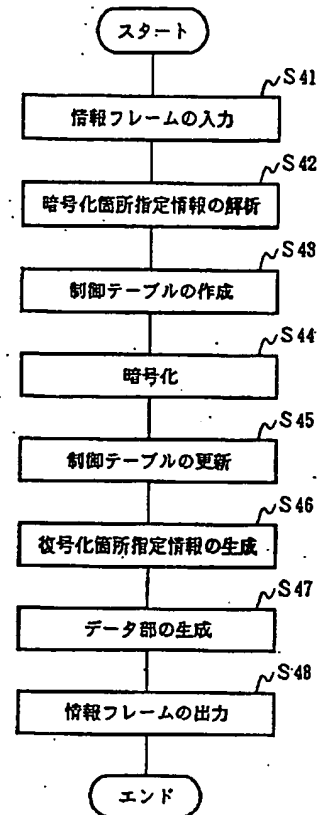 スタート
S41
情報フレームの入力
S42
暗号化箇所指定情報の解析
S43
制御テーブルの作成
S44
暗号化
S45
制御テーブルの更新
S46
復号化箇所指定情報の生成
S47
データ部の生成
S48
情報フレームの出力
エンド